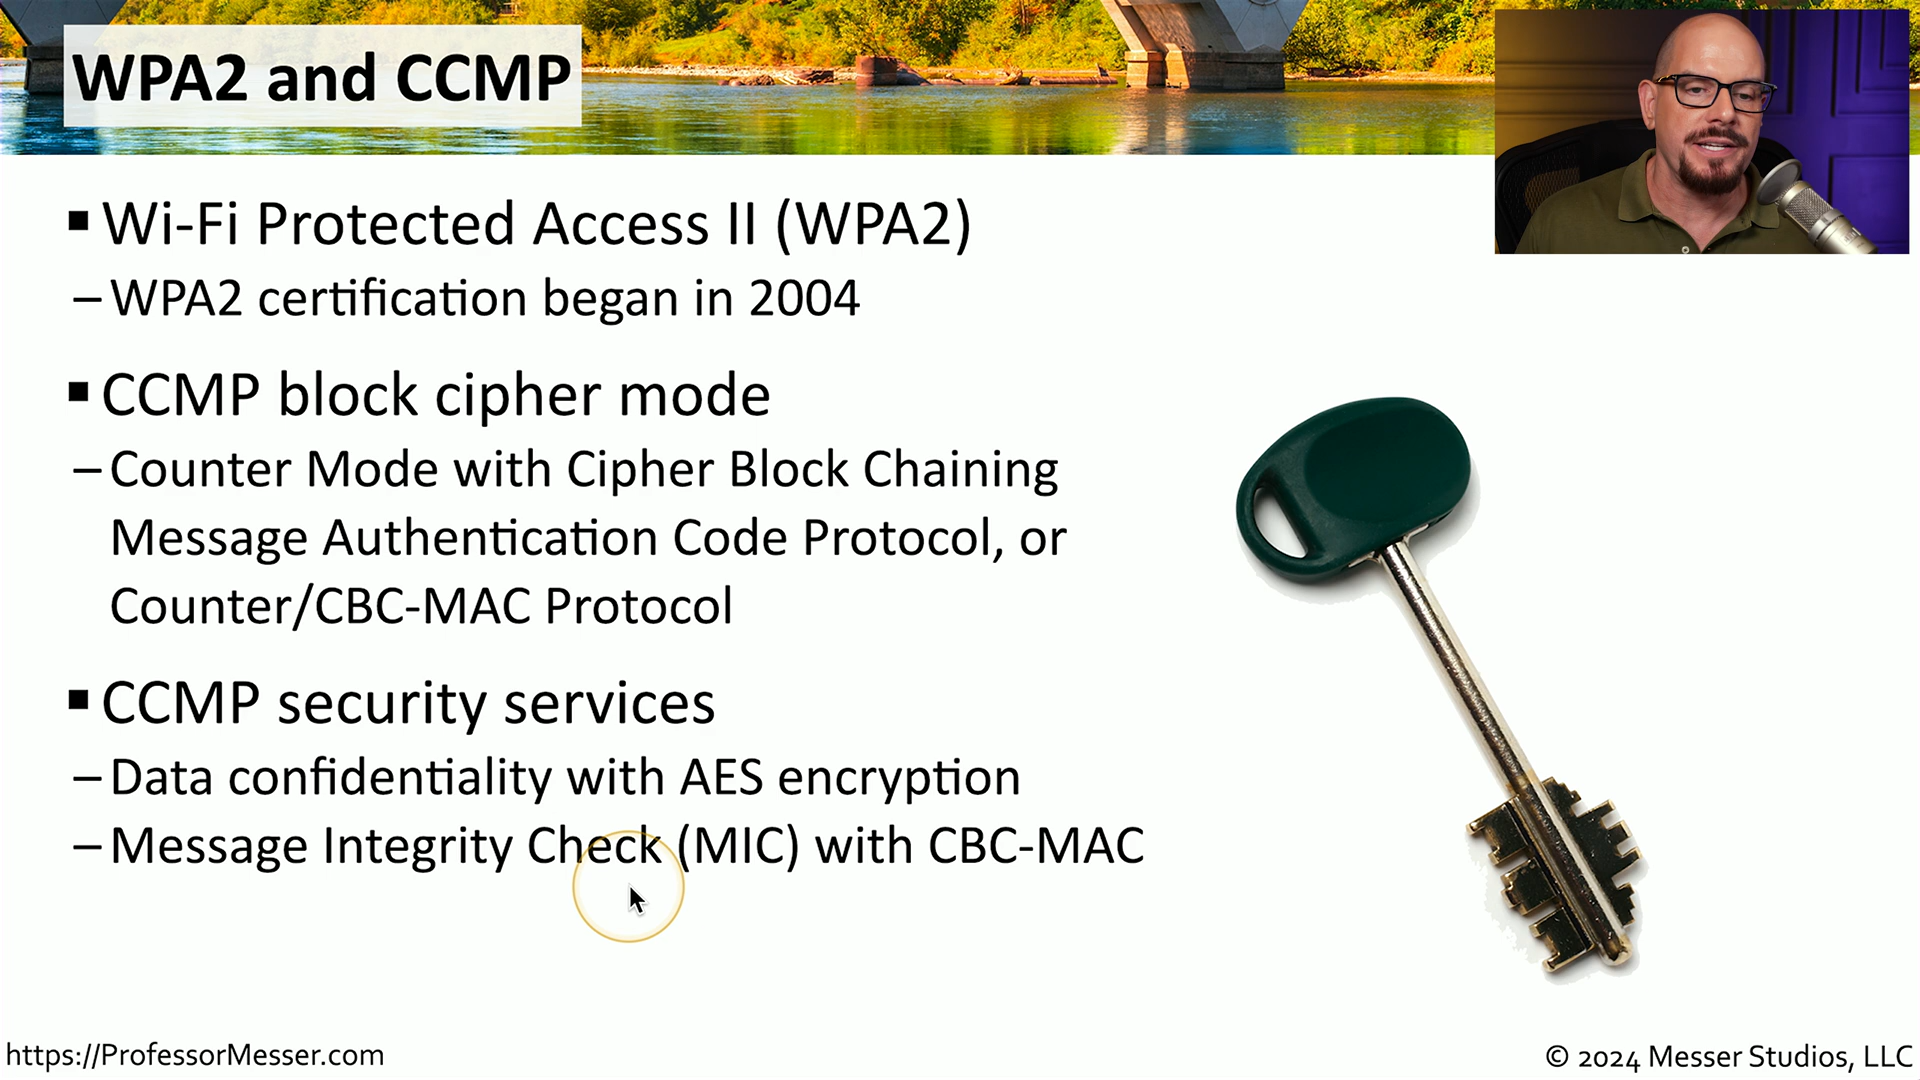 WPA2 and CCMP
▪ Wi-Fi Protected Access II (WPA2)
– WPA2 certification began in 2004
▪ CCMP block cipher mode
– Counter Mode with Cipher Block Chaining
Message Authentication Code Protocol, or
Counter/CBC-MAC Protocol
▪ CCMP security services
– Data confidentiality with AES encryption
– Message Integrity Check (MIC) with CBC-MAC
https://ProfessorMesser.com
© 2024 Messer Studios, LLC